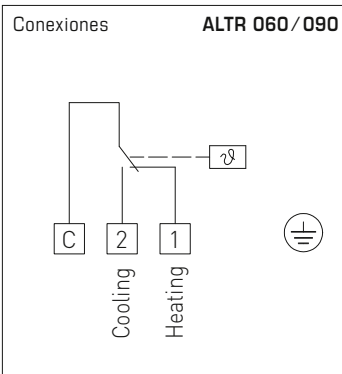 Conexiones ALTR 060/090
ϑ
C 2 1
Cooling
Heating